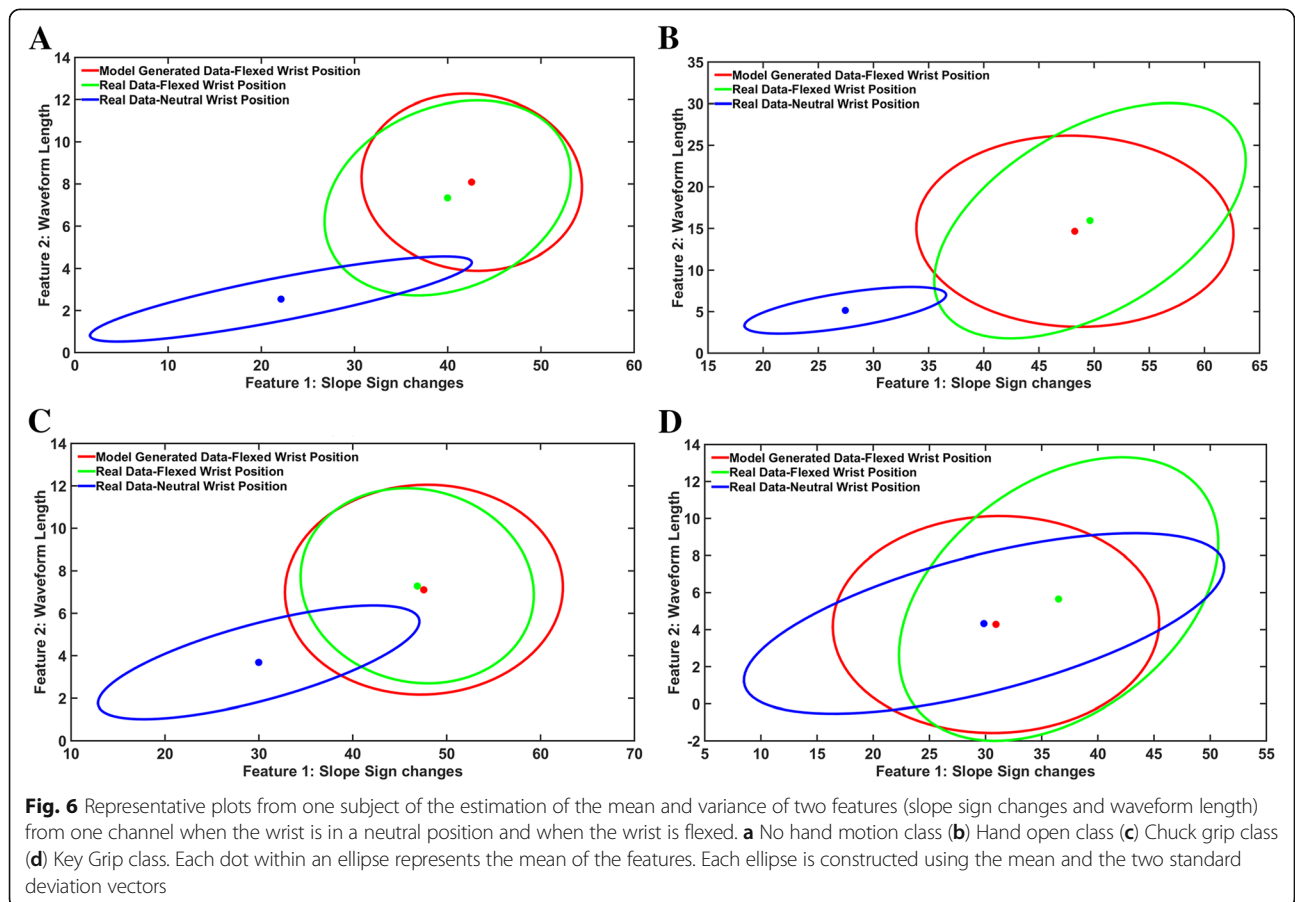 A
14
12
10
8
6
4
2
0
Feature 2: Waveform Length
Model Generated Data-Flexed Wrist Position
Real Data-Flexed Wrist Position
Real Data-Neutral Wrist Position
0 10 20 30 40 50 60
Feature 1: Slope Sign changes
B
35
30
25
20
15
10
5
0
Feature 2: Waveform Length
Model Generated Data-Flexed Wrist Position
Real Data-Flexed Wrist Position
Real Data-Neutral Wrist Position
15 20 25 30 35 40 45 50 55 60 65
Feature 1: Slope Sign changes
C
14
12
10
8
6
4
2
0
Feature 2: Waveform Length
Model Generated Data-Flexed Wrist Position
Real Data-Flexed Wrist Position
Real Data-Neutral Wrist Position
10 20 30 40 50 60 70
Feature 1: Slope Sign changes
D
14
12
10
8
6
4
2
0
-2
Feature 2: Waveform Length
Model Generated Data-Flexed Wrist Position
Real Data-Flexed Wrist Position
Real Data-Neutral Wrist Position
5 10 15 20 25 30 35 40 45 50 55
Feature 1: Slope Sign changes
Fig. 6 Representative plots from one subject of the estimation of the mean and variance of two features (slope sign changes and waveform length)
from one channel when the wrist is in a neutral position and when the wrist is flexed. a No hand motion class (b) Hand open class (c) Chuck grip class
(d) Key Grip class. Each dot within an ellipse represents the mean of the features. Each ellipse is constructed using the mean and the two standard
deviation vectors